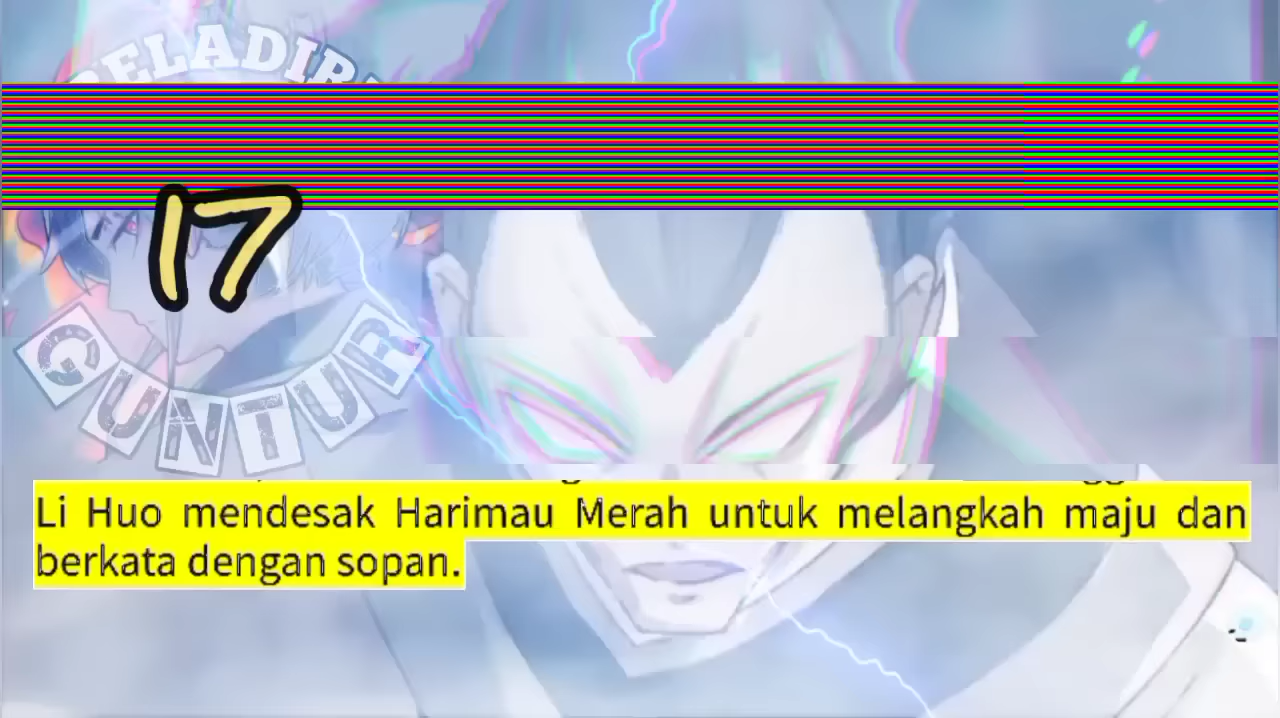 17
GUNTUR
Li Huo mendesak Harimau Merah untuk melangkah maju dan
berkata dengan sopan.